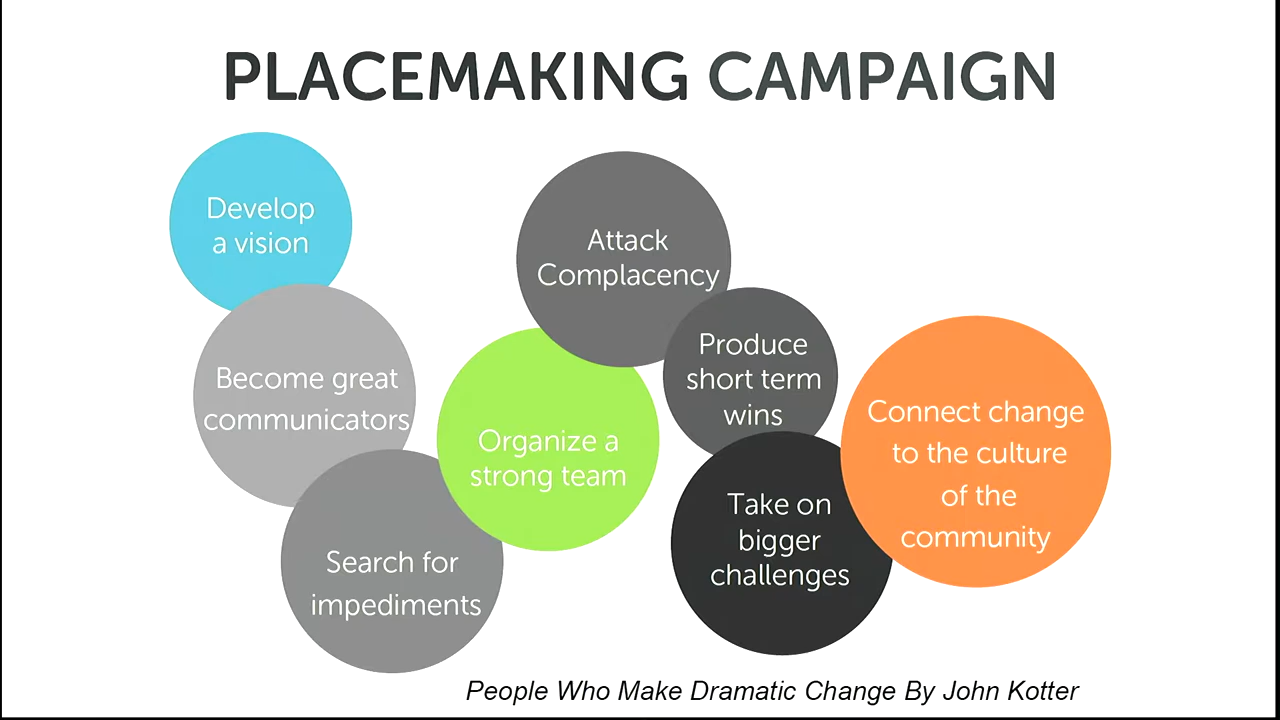 PLACEMAKING CAMPAIGN
Develop
a vision
Become great
communicators
Search for
impediments
Organize a
strong team
Attack
Complacency
Produce
short term
wins
Take on
bigger
challenges
Connect change
to the culture
of the
community
People Who Make Dramatic Change By John Kotter